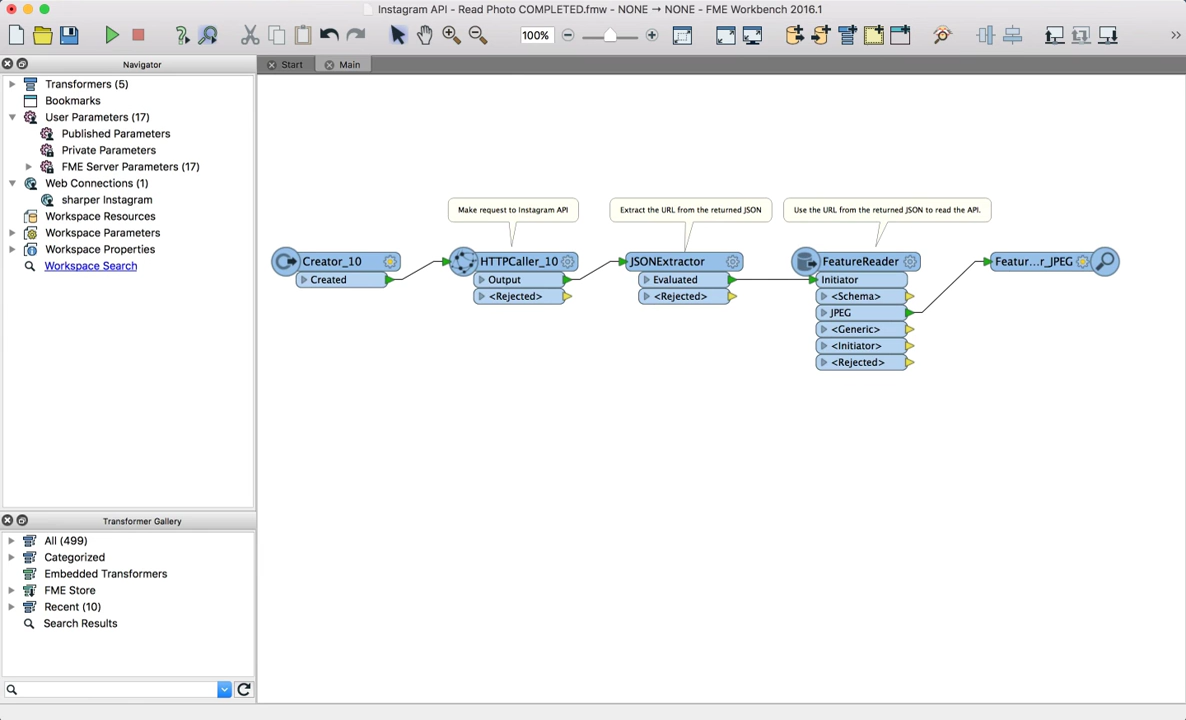 Instagram API - Read Photo COMPLETED.fmw - NONE → NONE - FME Workbench 2016.1
100%
Navigator
Start
Main
Transformers (5)
Bookmarks
User Parameters (17)
Published Parameters
Private Parameters
FME Server Parameters (17)
Web Connections (1)
sharper Instagram
Workspace Resources
Workspace Parameters
Workspace Properties
Workspace Search
Make request to Instagram API
Extract the URL from the returned JSON
Use the URL from the returned JSON to read the API.
Creator_10
Created
HTTPCaller_10
Output
<Rejected>
JSONExtractor
Evaluated
<Rejected>
FeatureReader
Initiator
<Schema>
JPEG
<Generic>
<Initiator>
<Rejected>
Featur...r_JPEG
Transformer Gallery
All (499)
Categorized
Embedded Transformers
FME Store
Recent (10)
Search Results